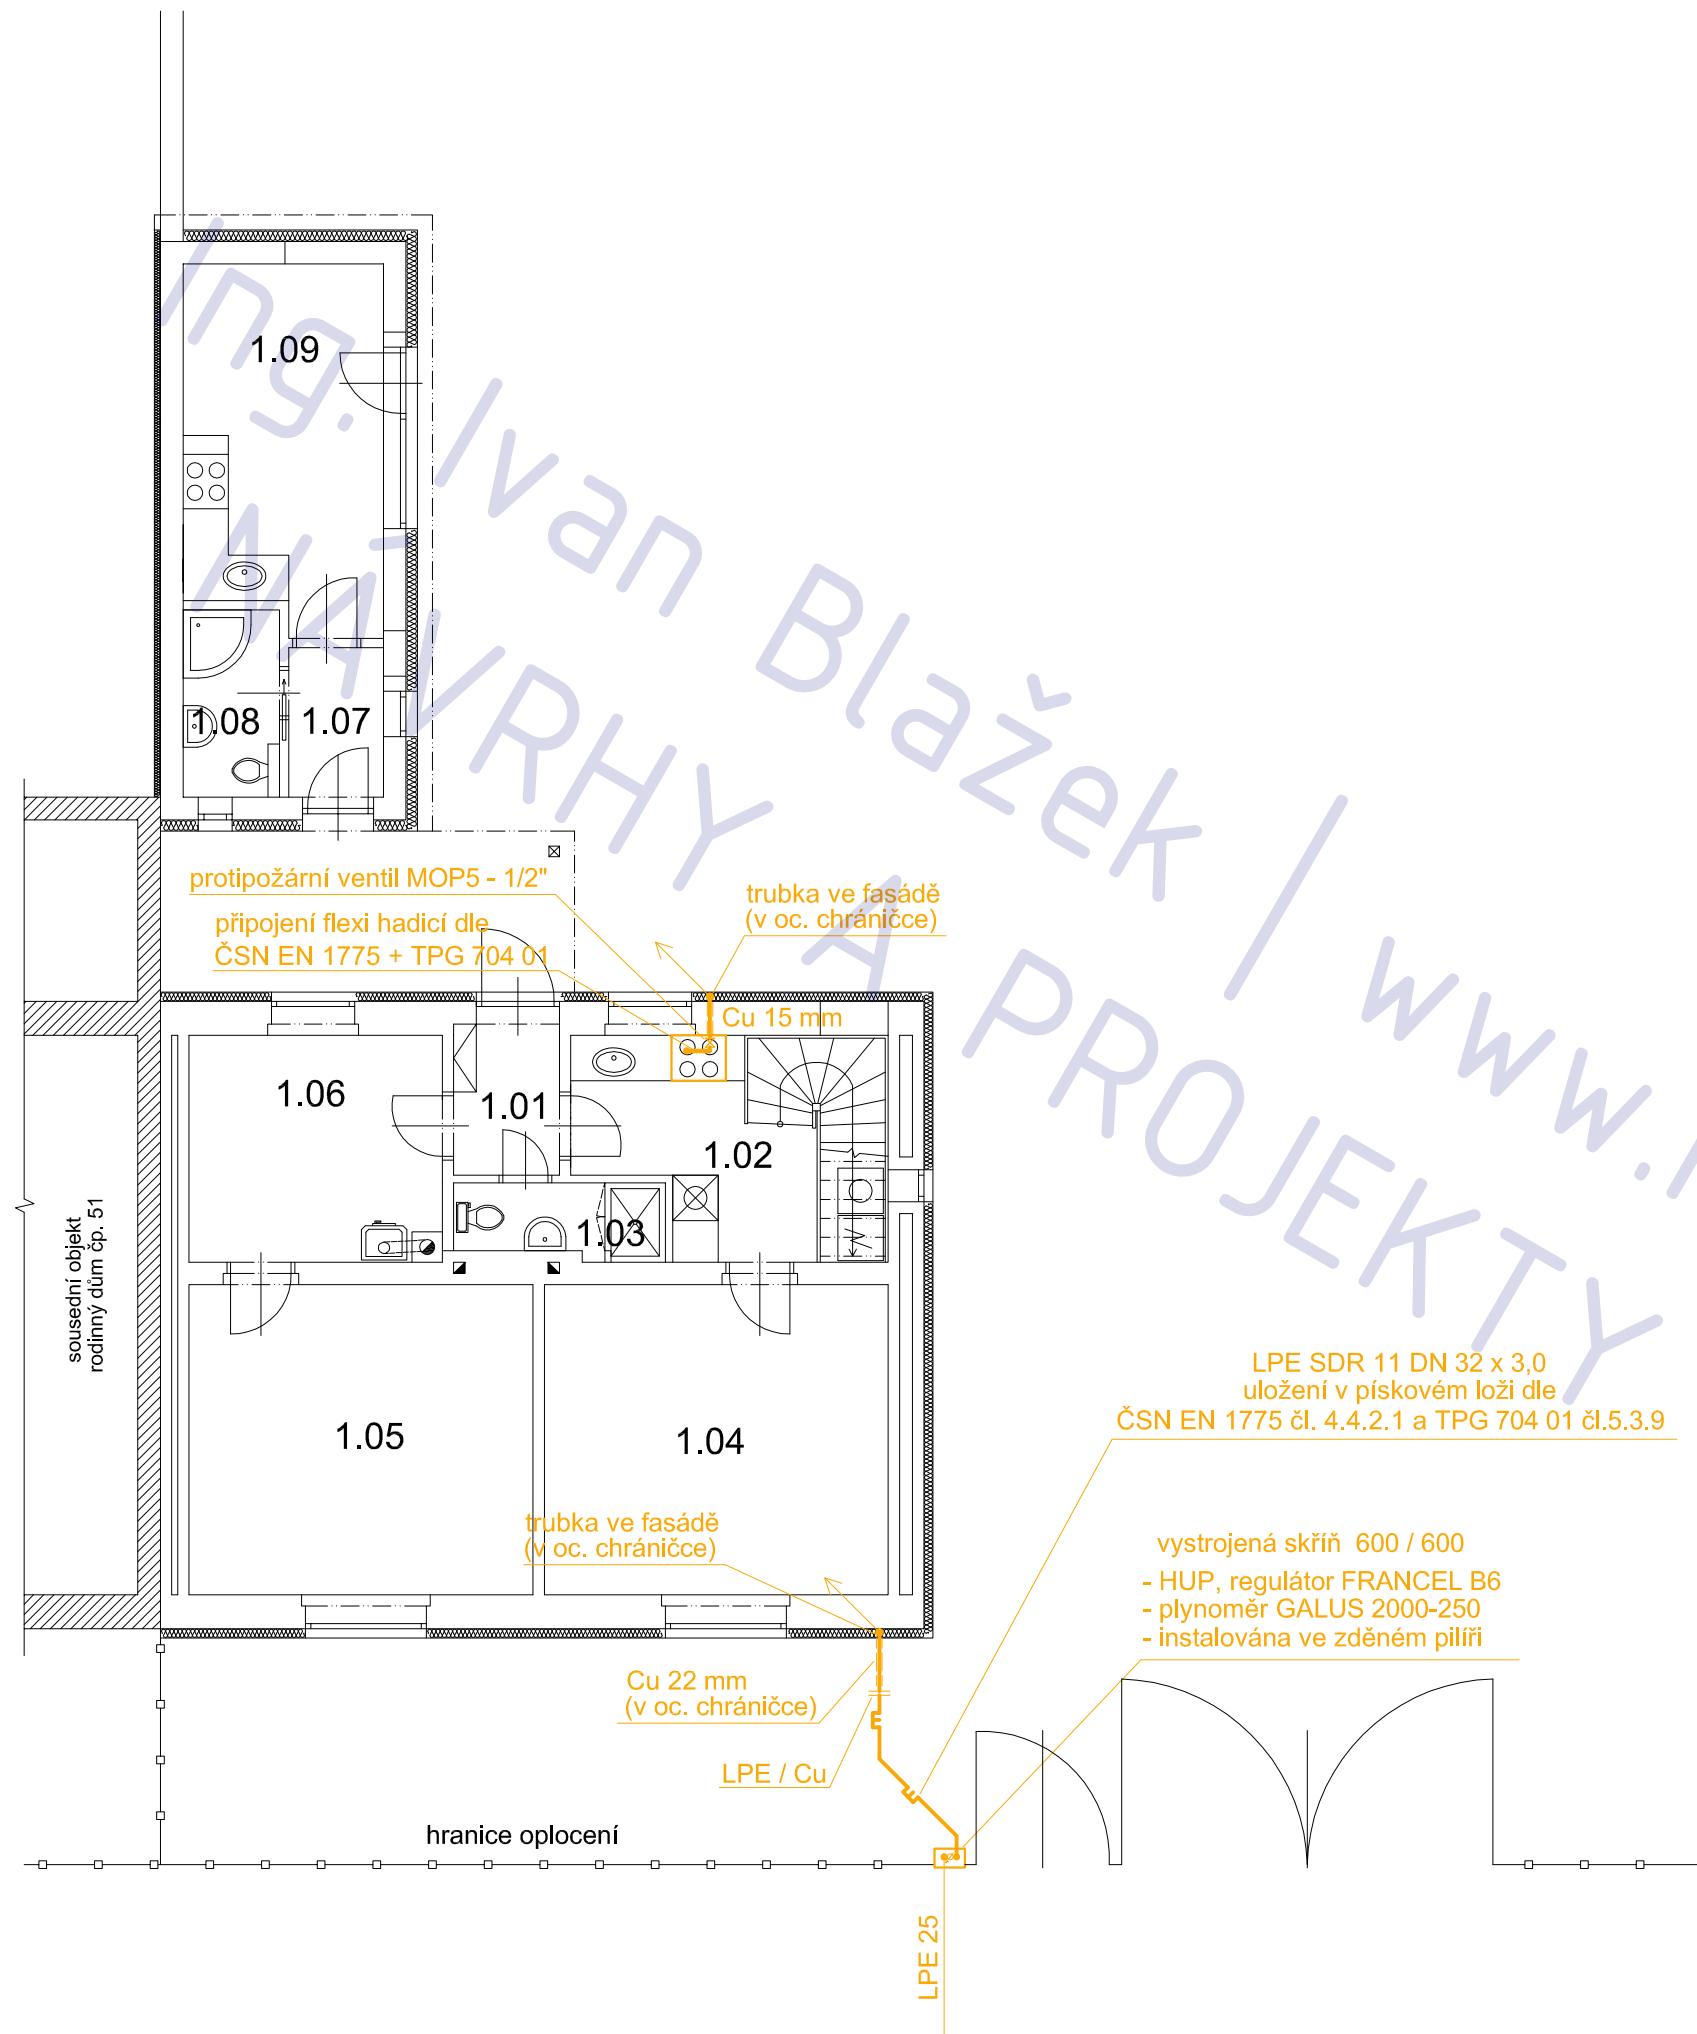 Ing. Ivan Blažek | www.
NÁVRHY A PROJEKTY
1.09
1.08
1.07
protipožární ventil MOP5 - 1/2"
připojení flexi hadicí dle
ČSN EN 1775 + TPG 704 01
trubka ve fasádě
(v oc. chráničce)
Cu 15 mm
1.06
1.01
1.02
1.03
sousední objekt
rodinný dům čp. 51
1.05
1.04
LPE SDR 11 DN 32 x 3,0
uložení v pískovém loži dle
ČSN EN 1775 čl. 4.4.2.1 a TPG 704 01 čl.5.3.9
trubka ve fasádě
(v oc. chráničce)
vystrojená skříň 600 / 600
- HUP, regulátor FRANCEL B6
- plynoměr GALUS 2000-250
- instalována ve zděném pilíři
Cu 22 mm
(v oc. chráničce)
LPE / Cu
hranice oplocení
LPE 25